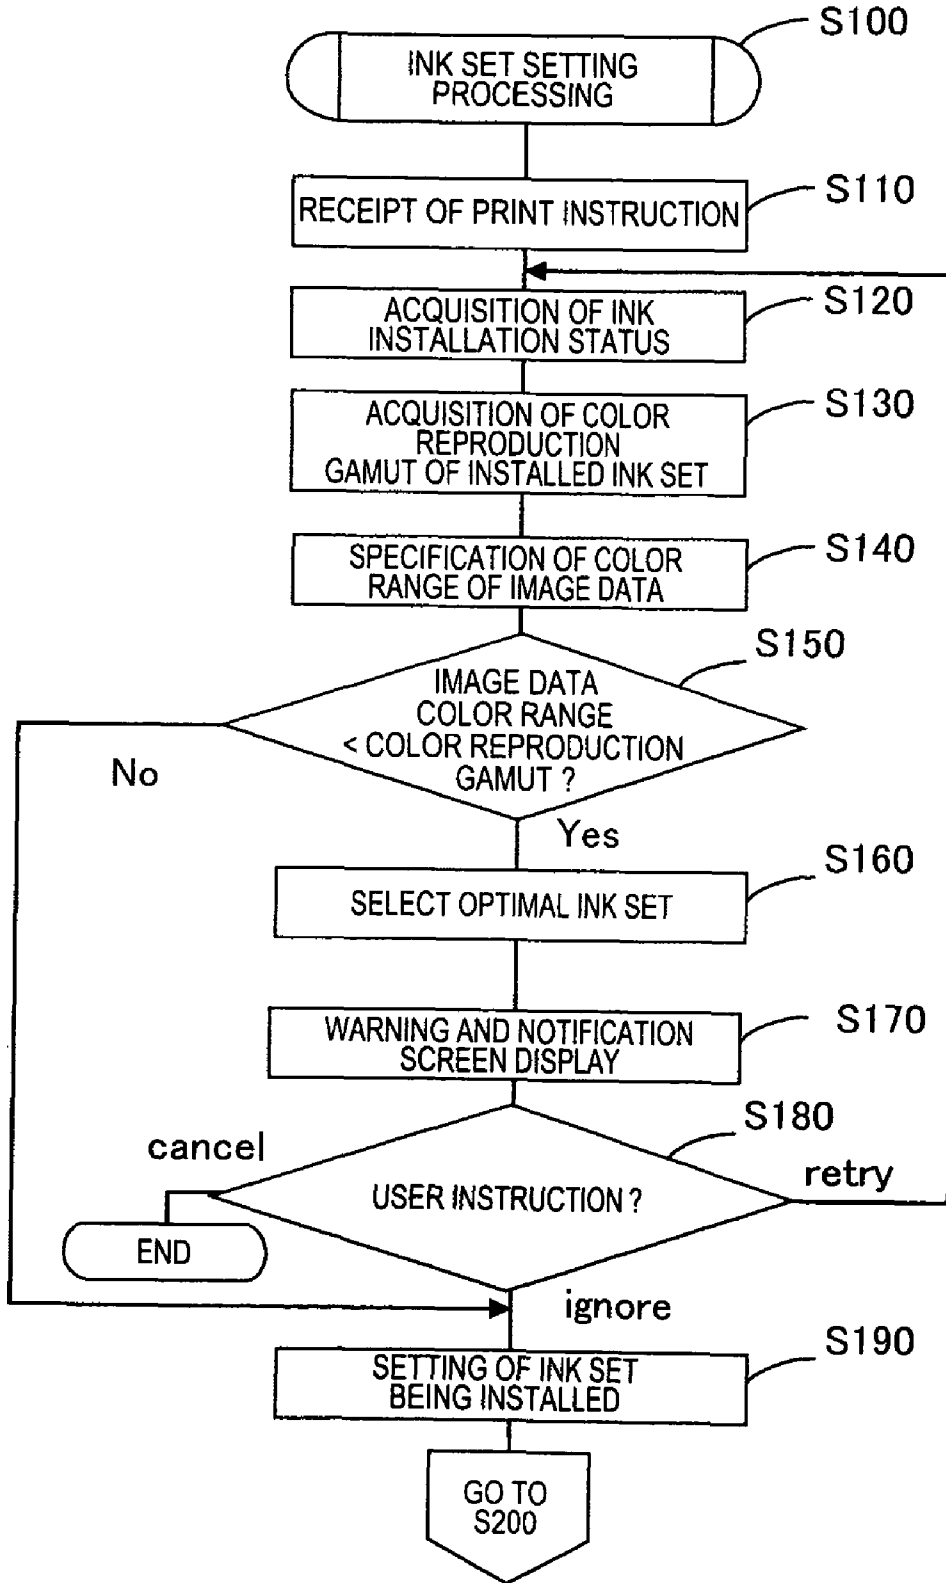 S100
INK SET SETTING
PROCESSING
S110
RECEIPT OF PRINT INSTRUCTION
S120
ACQUISITION OF INK
INSTALLATION STATUS
S130
ACQUISITION OF COLOR
REPRODUCTION
GAMUT OF INSTALLED INK SET
S140
SPECIFICATION OF COLOR
RANGE OF IMAGE DATA
S150
IMAGE DATA
COLOR RANGE
< COLOR REPRODUCTION
GAMUT ?
No
Yes
S160
SELECT OPTIMAL INK SET
S170
WARNING AND NOTIFICATION
SCREEN DISPLAY
S180
cancel
retry
USER INSTRUCTION ?
END
ignore
S190
SETTING OF INK SET
BEING INSTALLED
GO TO
S200